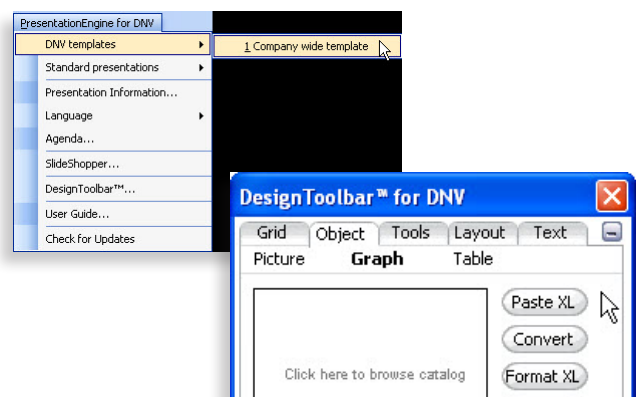 PresentationEngine for DNV
DNV templates
1 Company wide template
Standard presentations
Presentation Information...
Language
Agenda...
SlideShopper...
DesignToolbar™...
User Guide...
Check for Updates
DesignToolbar™ for DNV
Grid Object Tools Layout Text
Picture Graph Table
Paste XL
Convert
Click here to browse catalog
Format XL